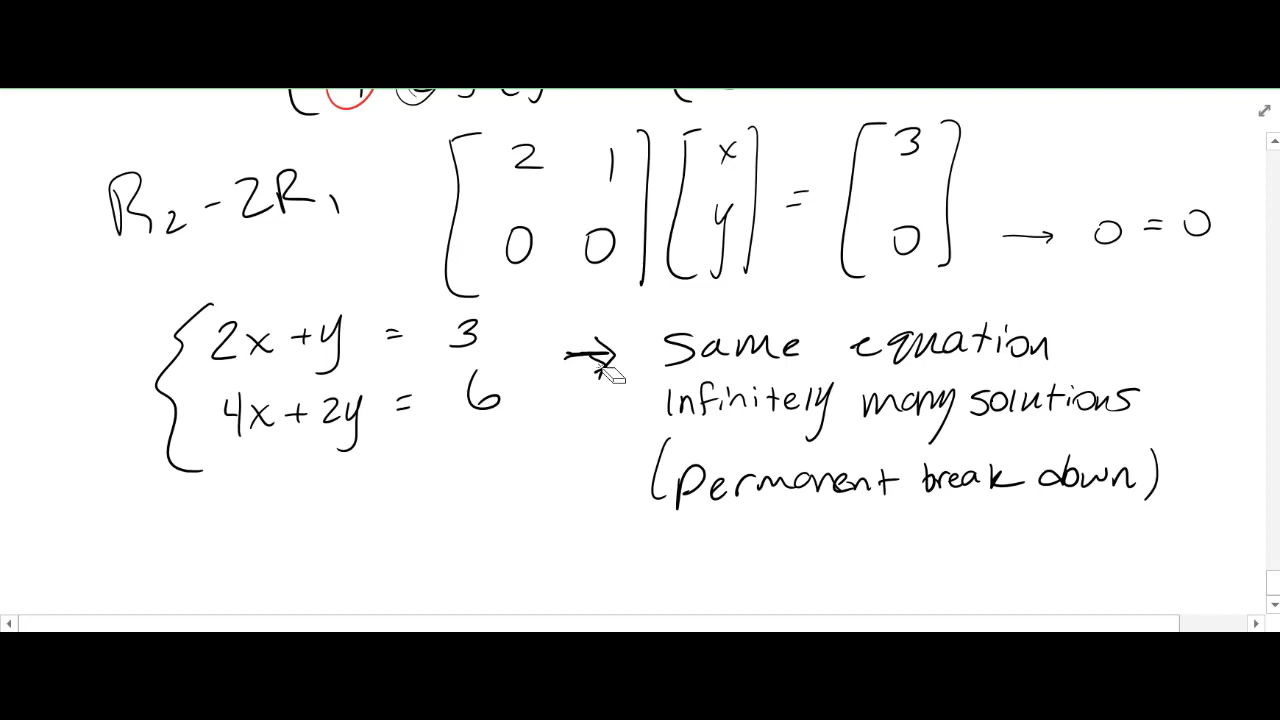 R₂ - 2R₁ [2 1; 0 0] [x; y] = [3; 0] → 0 = 0
2x + y = 3 → same equation
4x + 2y = 6 infinitely many solutions
(permanent break down)